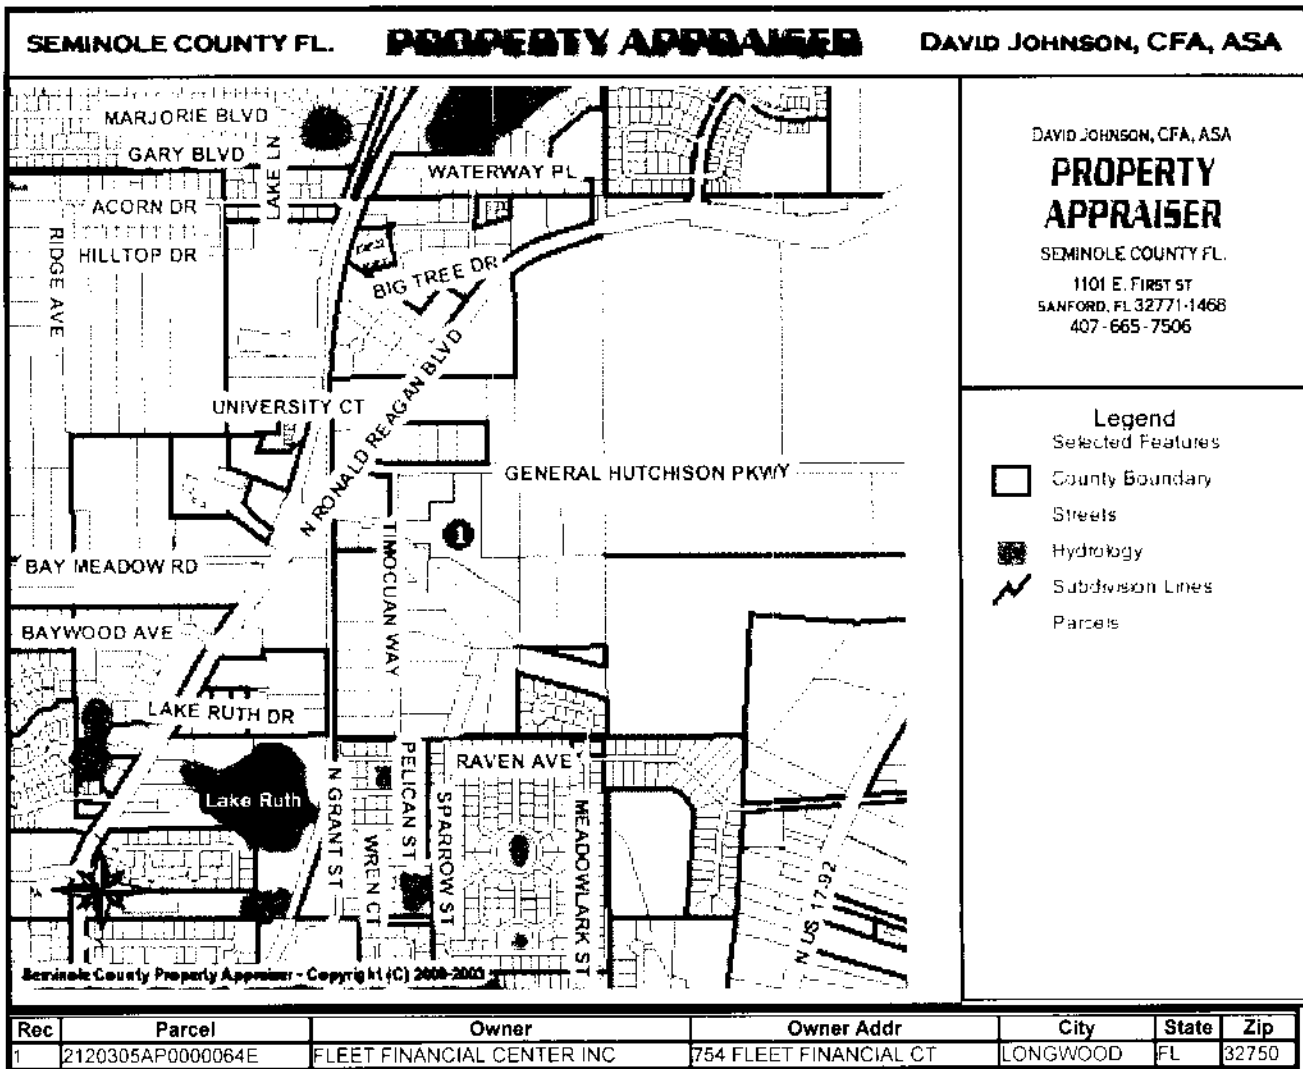 SEMINOLE COUNTY FL. PROPERTY APPRAISER DAVID JOHNSON, CFA, ASA
MARJORIE BLVD
GARY BLVD
LAKE LN
WATERWAY PL
ACORN DR
RIDGE AVE
HILLTOP DR
BIG TREE DR
UNIVERSITY CT
N RONALD REAGAN BLVD
GENERAL HUTCHISON PKWY
1
BAY MEADOW RD
TIMOCUAN WAY
BAYWOOD AVE
LAKE RUTH DR
RAVEN AVE
Lake Ruth
N GRANT ST
PELICAN ST
WREN CT
SPARROW ST
MEADOWLARK ST
N US 17-92
Seminole County Property Appraiser - Copyright (C) 2000-2003
DAVID JOHNSON, CFA, ASA
PROPERTY
APPRAISER
SEMINOLE COUNTY FL.
1101 E. FIRST ST
SANFORD, FL 32771-1468
407-665-7506
Legend
Selected Features
County Boundary
Streets
Hydrology
Subdivision Lines
Parcels
Rec Parcel Owner Owner Addr City State Zip
1 2120305AP0000064E FLEET FINANCIAL CENTER INC 754 FLEET FINANCIAL CT LONGWOOD FL 32750